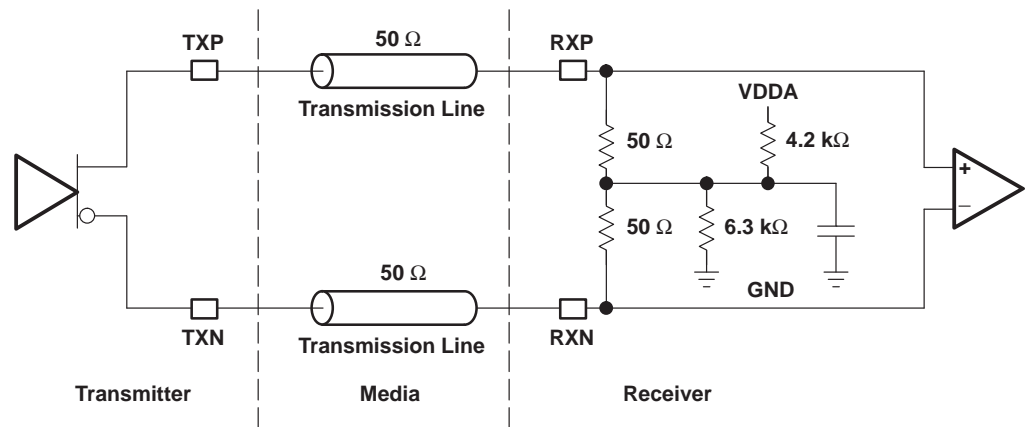 50 Ω
TXP
RXP
Transmission Line
VDDA
50 Ω
4.2 kΩ
+
−
50 Ω
6.3 kΩ
50 Ω
GND
TXN
RXN
Transmission Line
Transmitter
Media
Receiver